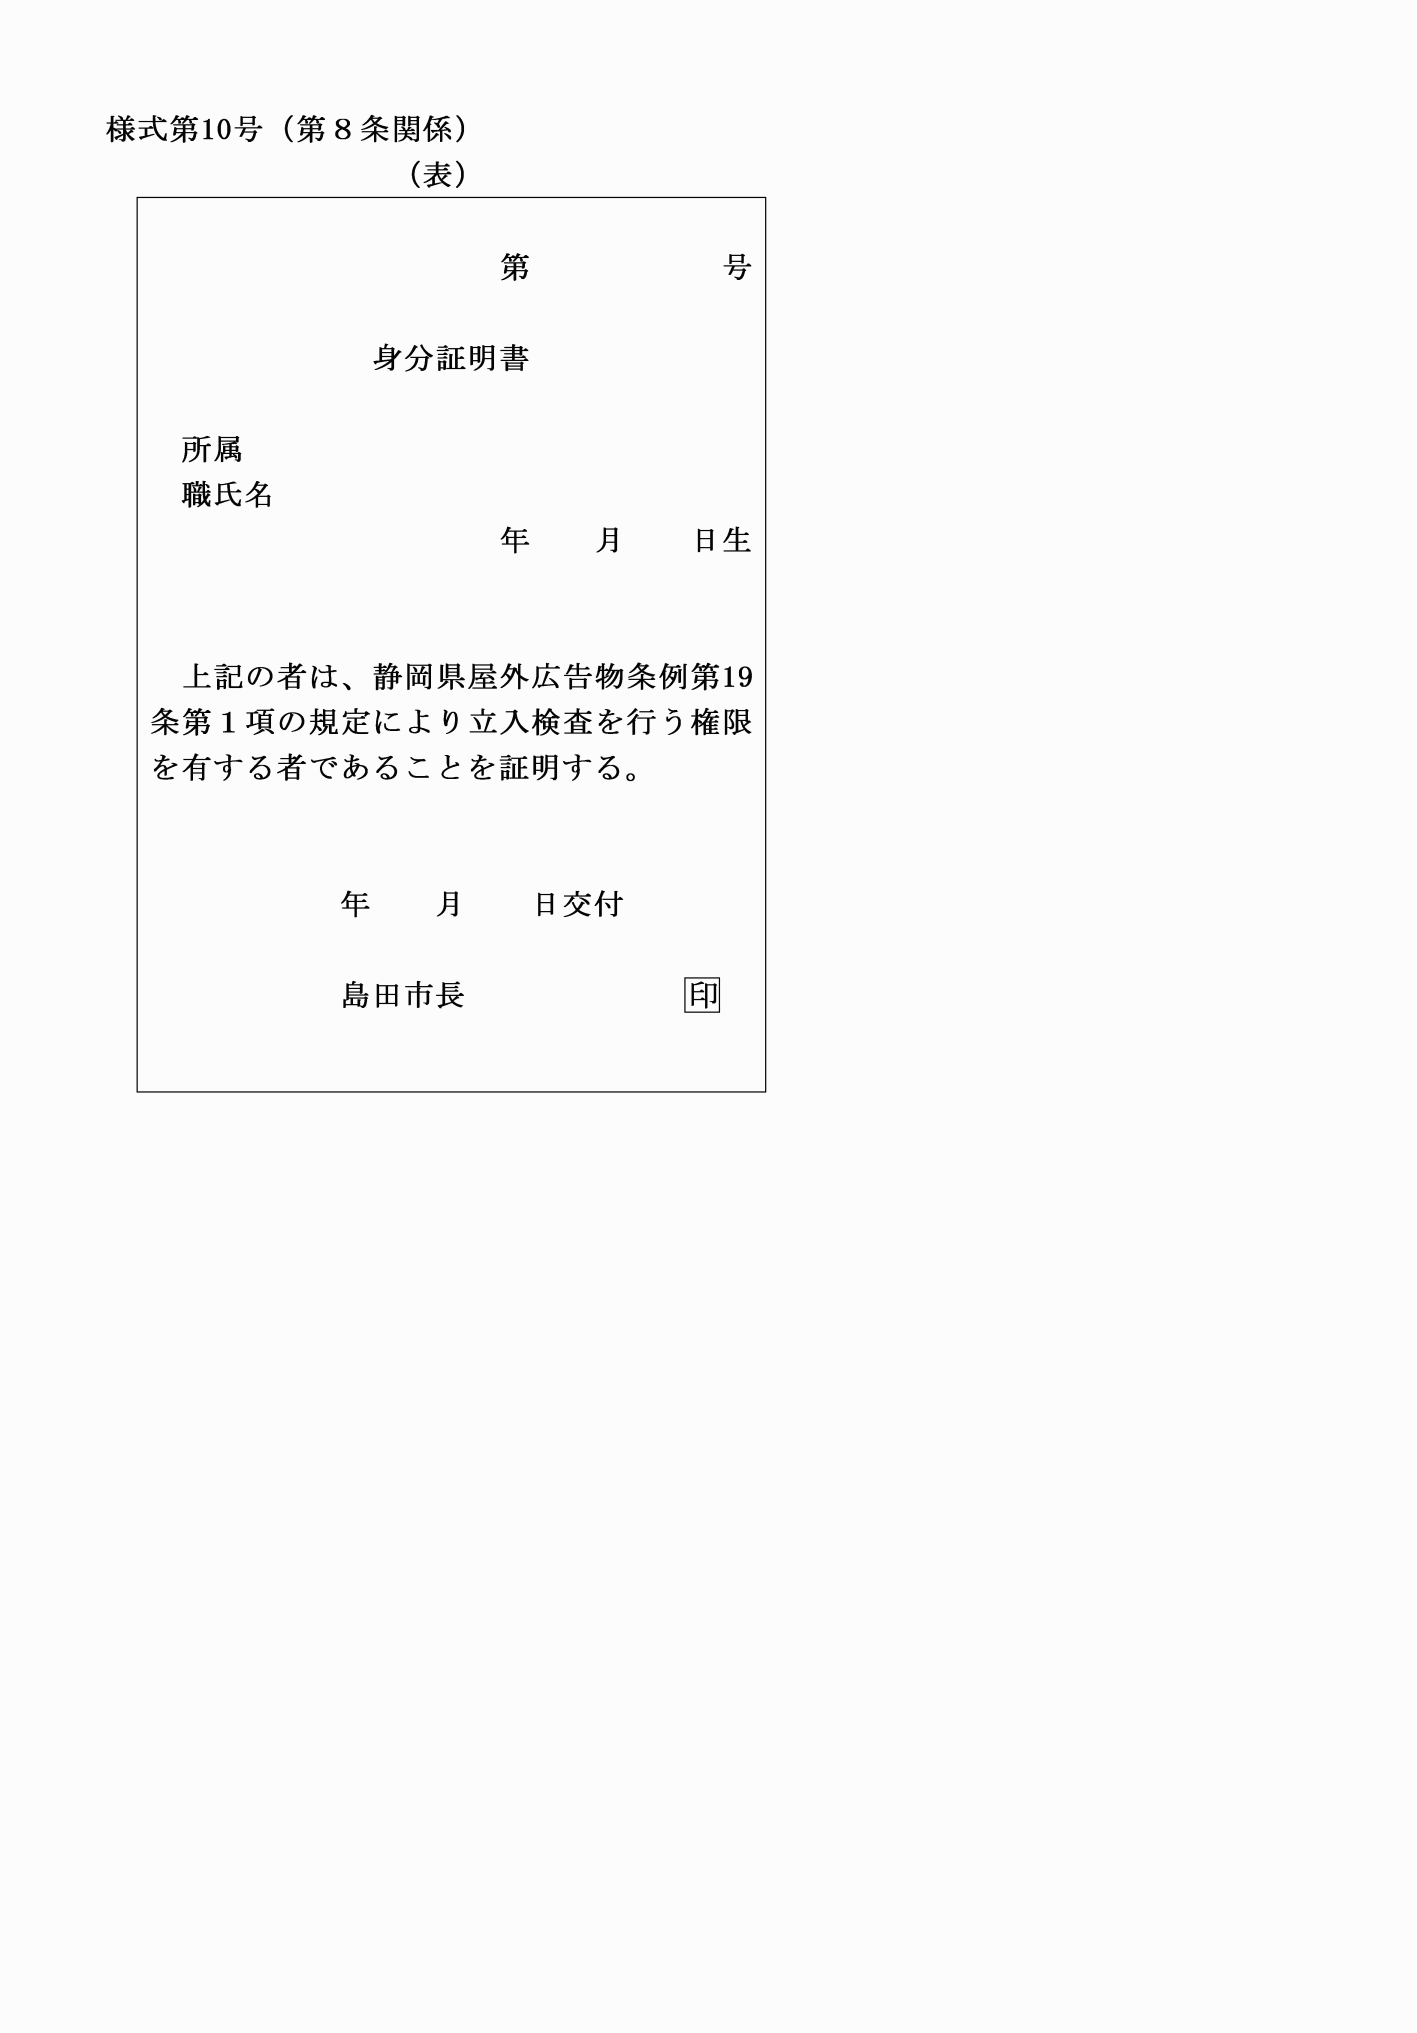 様式第10号（第８条関係）
（表）
第　　　　　　号
身分証明書
所属
職氏名
年　　月　　日生
上記の者は、静岡県屋外広告物条例第19
条第１項の規定により立入検査を行う権限
を有する者であることを証明する。
年　　月　　日交付
島田市長　　　　　　　印